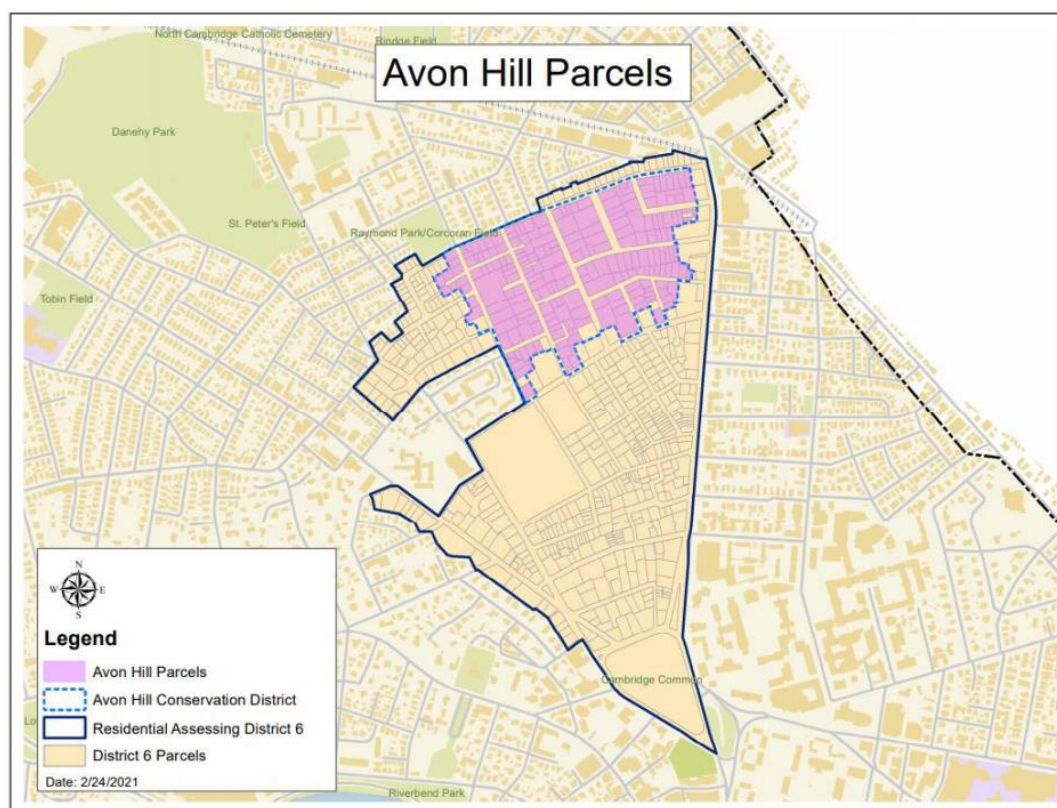 North Cambridge Catholic Cemetery
Rindge Field
Avon Hill Parcels
Danehy Park
St. Peter's Field
Raymond Park/Corcoran Field
Tobin Field
Cambridge Common
N
W E
S
Legend
Avon Hill Parcels
Avon Hill Conservation District
Residential Assessing District 6
District 6 Parcels
Date: 2/24/2021
Riverbend Park